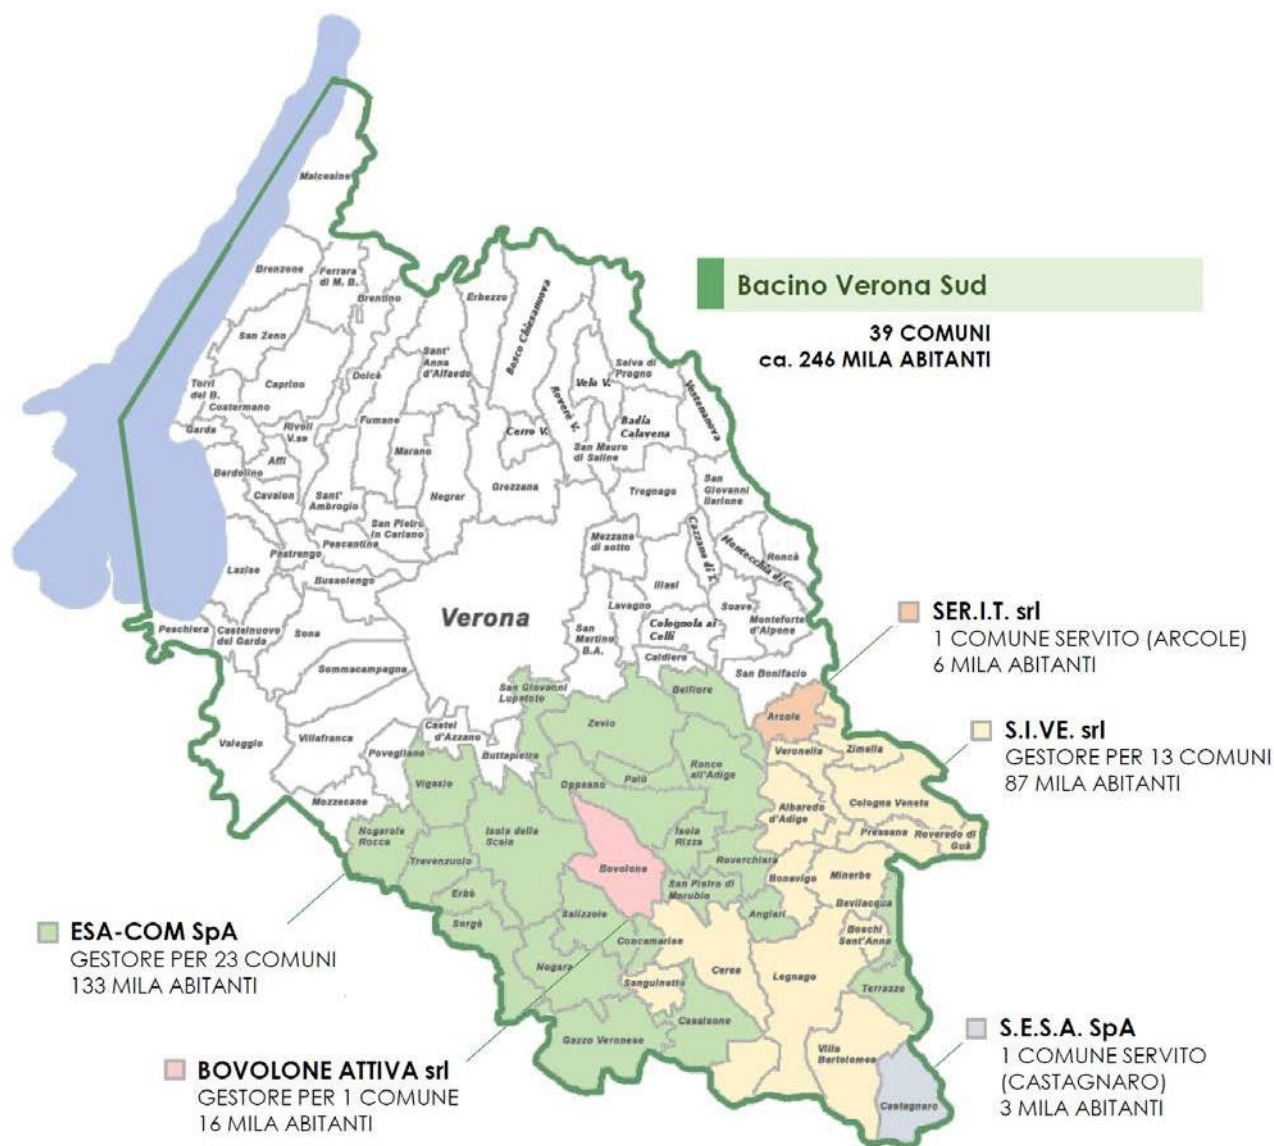 Malcesine
Brenzone
Ferrara
di M. B.
Brentino
Erbezzo
Bosco Chiesanuova
San Zeno
Sant'
Anna
d'Alfaedo
Selva di
Progno
Vestenanova
Torri
del B.
Caprino
Dolcè
Velo V.
Roverè V.
Costermano
Garda
Rivoli
V.se
Fumane
Cerro V.
Badia
Calavena
Affi
Marano
San Mauro
di Saline
Bardolino
Cavaion
Sant'
Ambrogio
Negrar
Grezzana
Tregnago
San
Giovanni
Ilarione
San Pietro
in Cariano
Pescantina
Pastrengo
Mezzane
di sotto
Cazzano di T.
Montecchia di C.
Roncà
Lazise
Bussolengo
Illasi
Verona
Lavagno
Soave
Peschiera
Castelnuovo
del Garda
Sona
San
Martino
B.A.
Colognola ai
Colli
Monteforte
d'Alpone
Sommacampagna
Caldiero
San Bonifacio
San Giovanni
Lupatoto
Belfiore
Arcole
Zevio
Valeggio
Villafranca
Castel
d'Azzano
Povegliano
Buttapietra
Veronella
Zimella
Vigasio
Oppeano
Palù
Ronco
all'Adige
Mozzecane
Albaredo
d'Adige
Cologna Veneta
Nogarole
Rocca
Isola della
Scala
Isola
Rizza
Pressana
Roveredo di
Guà
Trevenzuolo
Bovolone
Roverchiara
Erbè
San Pietro di
Morubio
Bonavigo
Minerbe
Sorgà
Salizzole
Angiari
Bevilacqua
Concamarise
Boschi
Sant'Anna
Nogara
Sanguinetto
Cerea
Legnago
Terrazzo
Casaleone
Gazzo Veronese
Villa
Bartolomea
Castagnaro
Bacino Verona Sud
39 COMUNI
ca. 246 MILA ABITANTI
SER.I.T. srl
1 COMUNE SERVITO (ARCOLE)
6 MILA ABITANTI
S.I.VE. srl
GESTORE PER 13 COMUNI
87 MILA ABITANTI
ESA-COM SpA
GESTORE PER 23 COMUNI
133 MILA ABITANTI
BOVOLONE ATTIVA srl
GESTORE PER 1 COMUNE
16 MILA ABITANTI
S.E.S.A. SpA
1 COMUNE SERVITO
(CASTAGNARO)
3 MILA ABITANTI